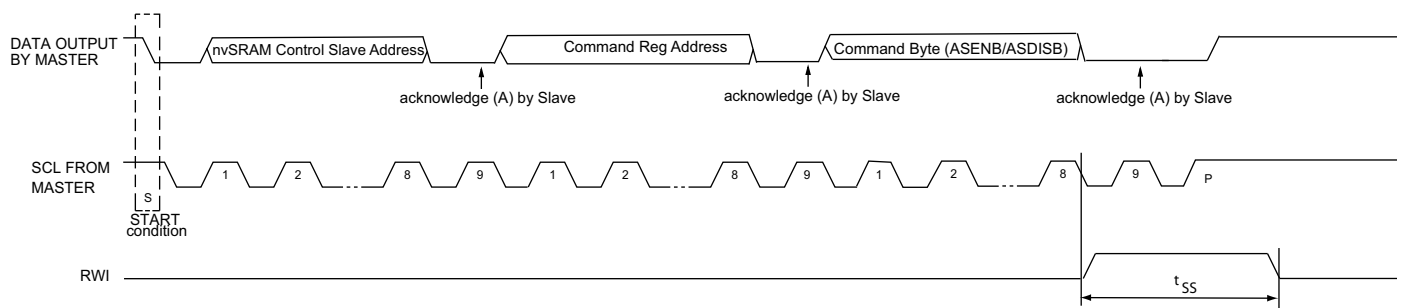 DATA OUTPUT
BY MASTER
nvSRAM Control Slave Address
Command Reg Address
Command Byte (ASENB/ASDISB)
acknowledge (A) by Slave
acknowledge (A) by Slave
acknowledge (A) by Slave
SCL FROM
MASTER
1 2 8 9 1 2 8 9 1 2 8 9 P
S
START
condition
RWI
tSS